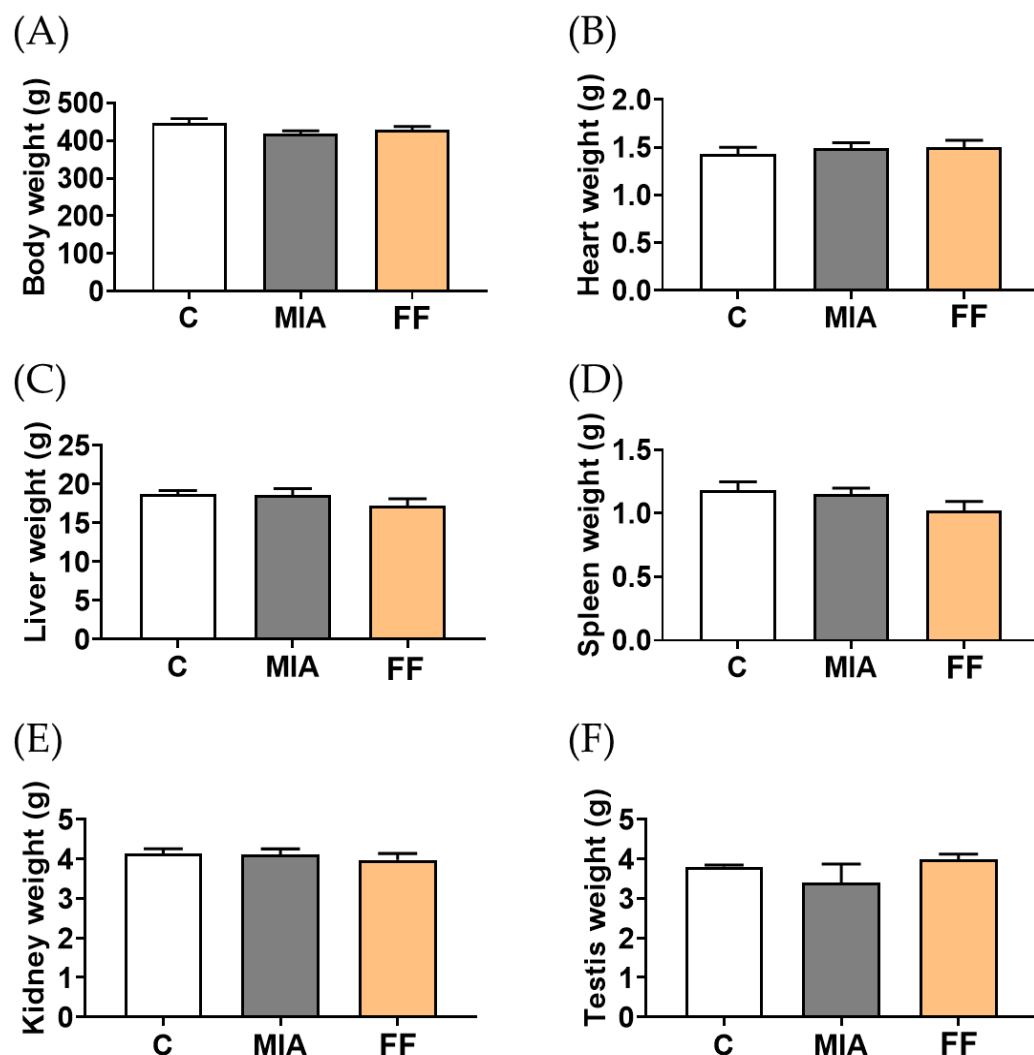 (A)
Body weight (g)
500
400
300
200
100
0
C MIA FF
(B)
Heart weight (g)
2.0
1.5
1.0
0.5
0.0
C MIA FF
(C)
Liver weight (g)
25
20
15
10
5
0
C MIA FF
(D)
Spleen weight (g)
1.5
1.0
0.5
0.0
C MIA FF
(E)
Kidney weight (g)
5
4
3
2
1
0
C MIA FF
(F)
Testis weight (g)
5
4
3
2
1
0
C MIA FF